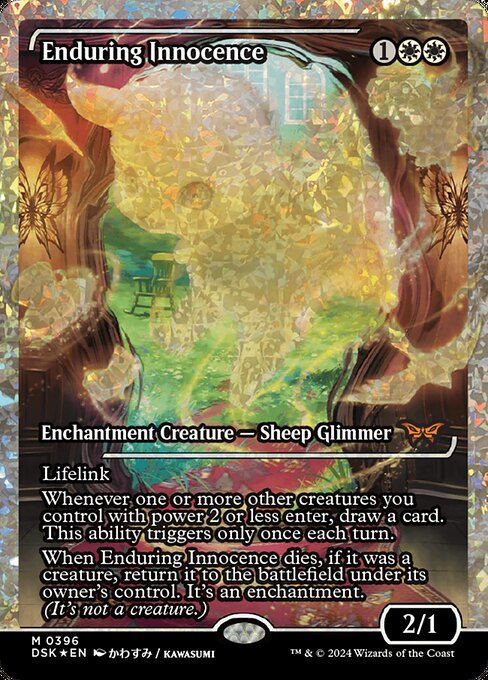 Enduring Innocence 1
Enchantment Creature — Sheep Glimmer
Lifelink
Whenever one or more other creatures you
control with power 2 or less enter, draw a card.
This ability triggers only once each turn.
When Enduring Innocence dies, if it was a
creature, return it to the battlefield under its
owner's control. It's an enchantment.
(It's not a creature.)
2/1
M 0396
DSK★EN かわすみ / KAWASUMI
™ & © 2024 Wizards of the Coast